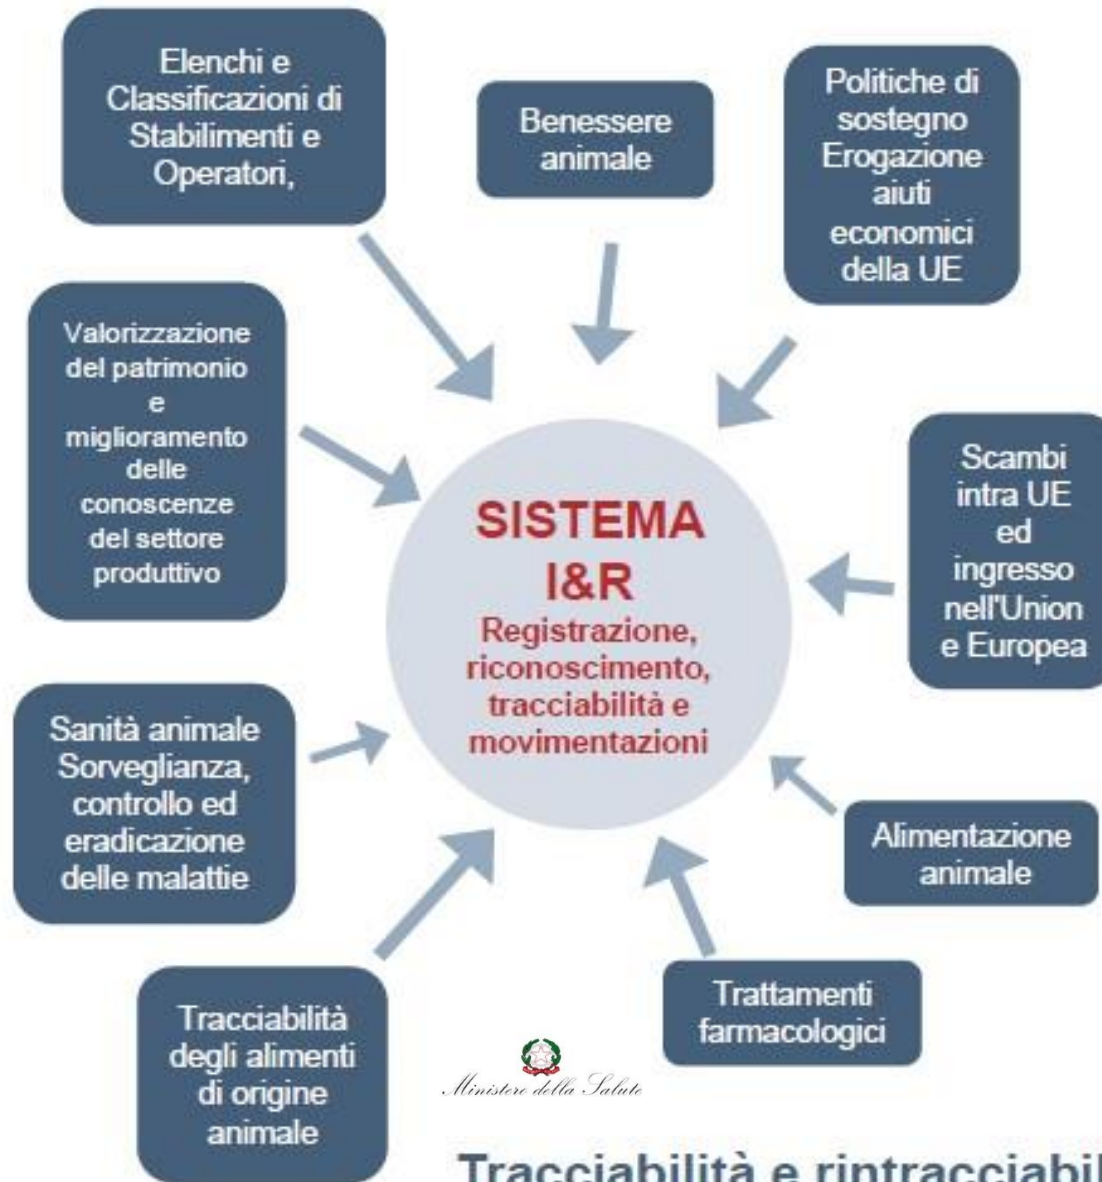 Elenchi e
Classificazioni di
Stabilimenti e
Operatori,
Benessere
animale
Politiche di
sostegno
Erogazione
aiuti
economici
della UE
Valorizzazione
del patrimonio
e
miglioramento
delle
conoscenze
del settore
produttivo
Scambi
intra UE
ed
ingresso
nell'Union
e Europea
SISTEMA
I&R
Registrazione,
riconoscimento,
tracciabilità e
movimentazioni
Sanità animale
Sorveglianza,
controllo ed
eradicazione
delle malattie
Alimentazione
animale
Trattamenti
farmacologici
Tracciabilità
degli alimenti
di origine
animale
Ministero della Salute
Tracciabilità e rintracciabil